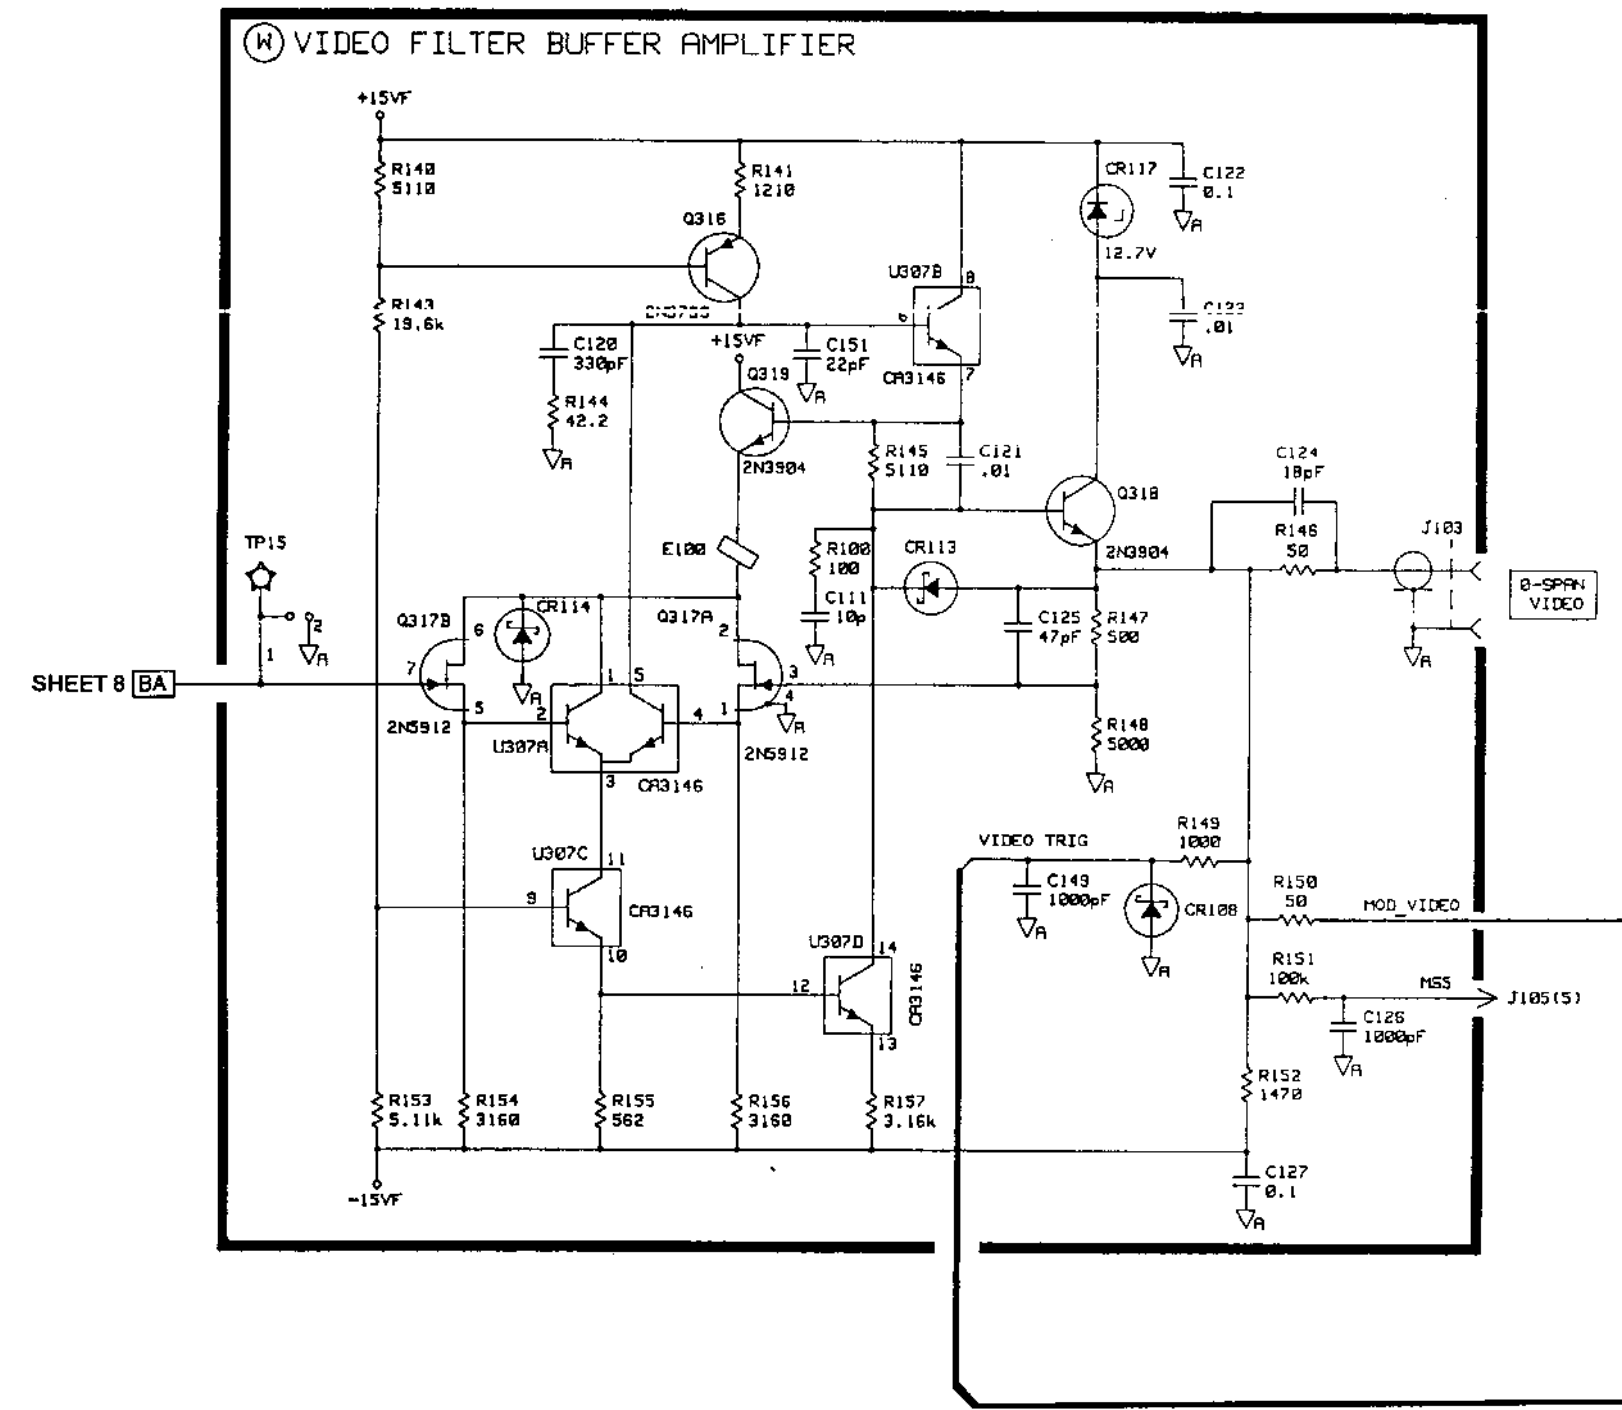 W VIDEO FILTER BUFFER AMPLIFIER
+15VF
R140
5110
R141
1210
CR117
C122
0.1
A
Q316
12.7V
U307B
8
R143
19.6k
6
.01
A
C120
330pF
+15VF
C151
22pF
A
CA3146
7
Q319
R144
42.2
A
2N3904
R145
5110
C121
.01
C124
18pF
Q318
R146
50
J103
TP15
E100
R100
100
CR113
2N3904
0-SPAN
VIDEO
Q317B
6
CR114
Q317A
2
C111
10p
C125
47pF
R147
500
1
2
A
A
A
A
SHEET 8 BA
7
5
1
5
3
4
A
2N5912
2
U307A
4
1
2N5912
R148
5000
A
3
CA3146
VIDEO TRIG
R149
1000
U307C
11
C149
1000pF
A
CR108
A
R150
50
MOD_VIDEO
9
CA3146
10
U307D
14
R151
100k
MSS
J105(5)
12
CA3146
C126
1000pF
A
13
R152
1470
R153
5.11k
R154
3160
R155
562
R156
3160
R157
3.16k
-15VF
C127
0.1
A